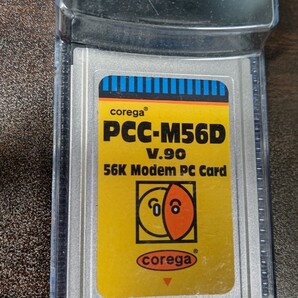 corega
PCC-M56D
V.90
56K Modem PC Card
corega